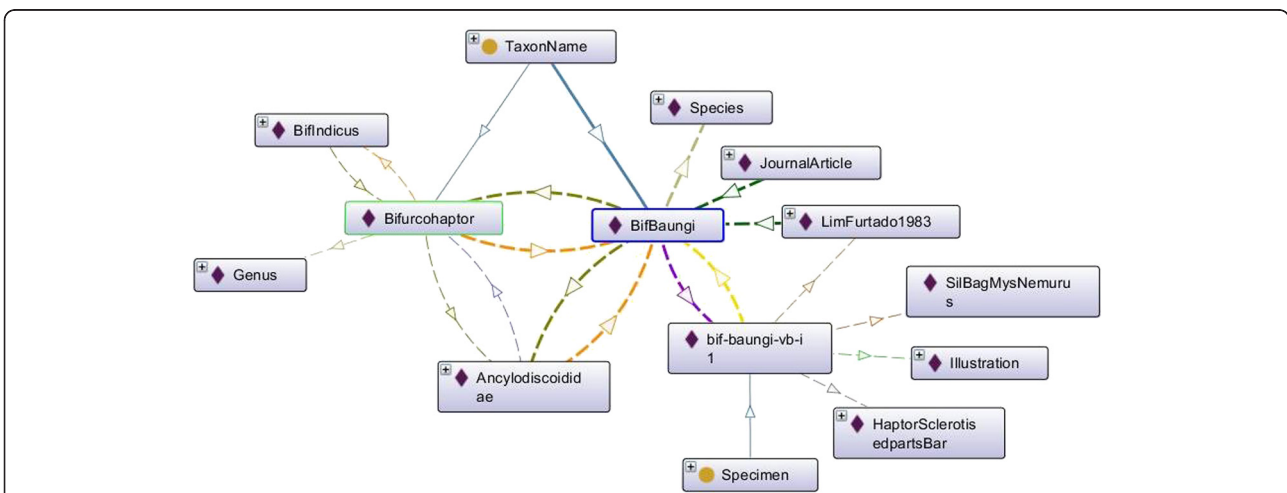 TaxonName
Species
BifIndicus
JournalArticle
Bifurcohaptor
BifBaungi
LimFurtado1983
Genus
SilBagMysNemuru
s
bif-baungi-vb-i
1
Illustration
Ancylodiscoidid
ae
HaptorSclerotis
edpartsBar
Specimen